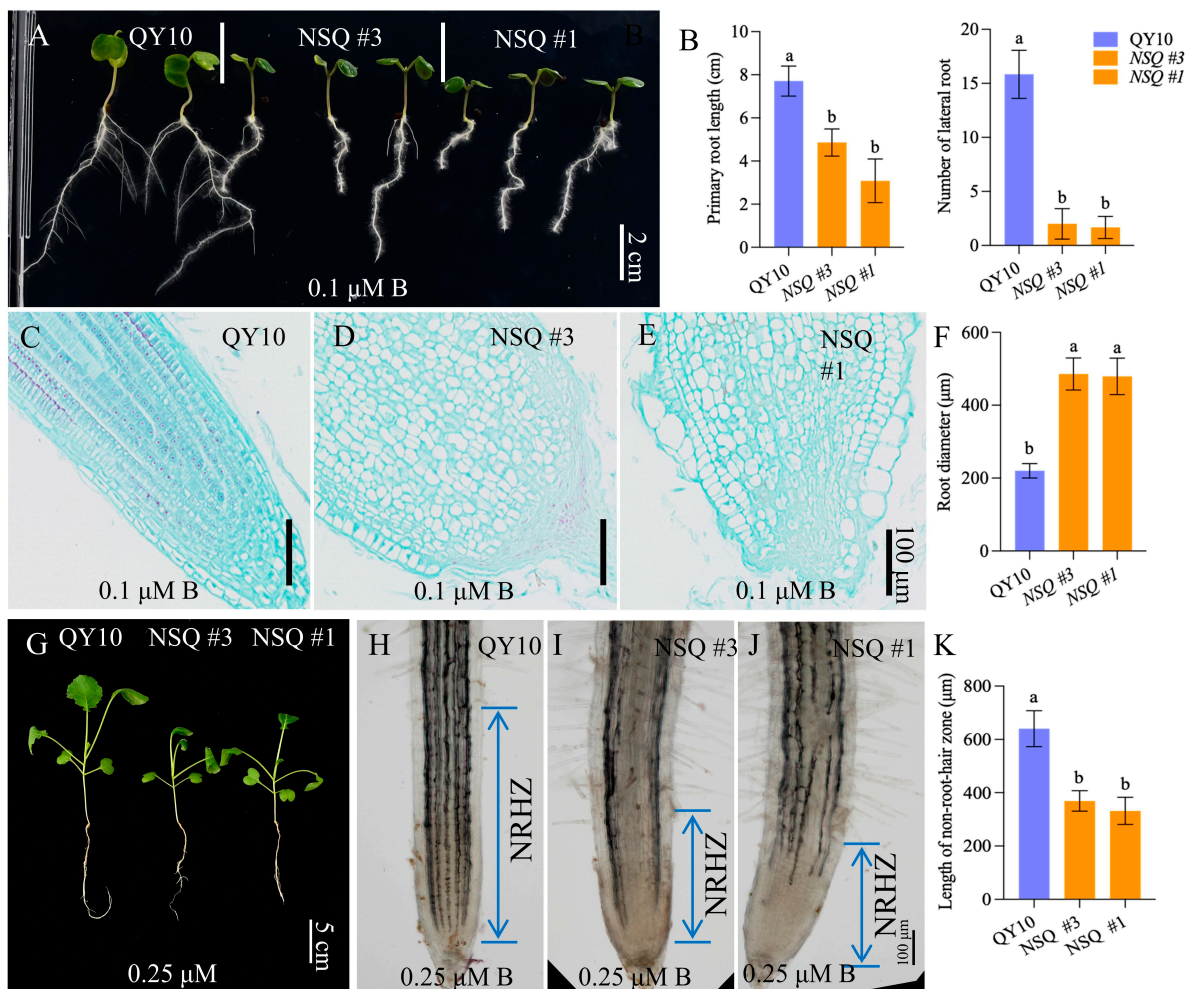 A
QY10
NSQ #3
NSQ #1
B
0.1 μM B
2 cm
B
Primary root length (cm)
8
6
4
2
0
a
b
b
QY10
NSQ #3
NSQ #1
Number of lateral root
20
15
10
5
0
a
b
b
QY10
NSQ #3
NSQ #1
QY10
NSQ #3
NSQ #1
C
QY10
0.1 μM B
D
NSQ #3
0.1 μM B
E
NSQ
#1
0.1 μM B
100 μm
F
Root diameter (μm)
600
400
200
0
b
a
a
QY10
NSQ #3
NSQ #1
G
QY10
NSQ #3
NSQ #1
0.25 μM
5 cm
H
QY10
NRHZ
0.25 μM B
I
NSQ #3
NRHZ
0.25 μM B
J
NSQ #1
NRHZ
100 μm
0.25 μM B
K
Length of non-root-hair zone (μm)
800
600
400
200
0
a
b
b
QY10
NSQ #3
NSQ #1